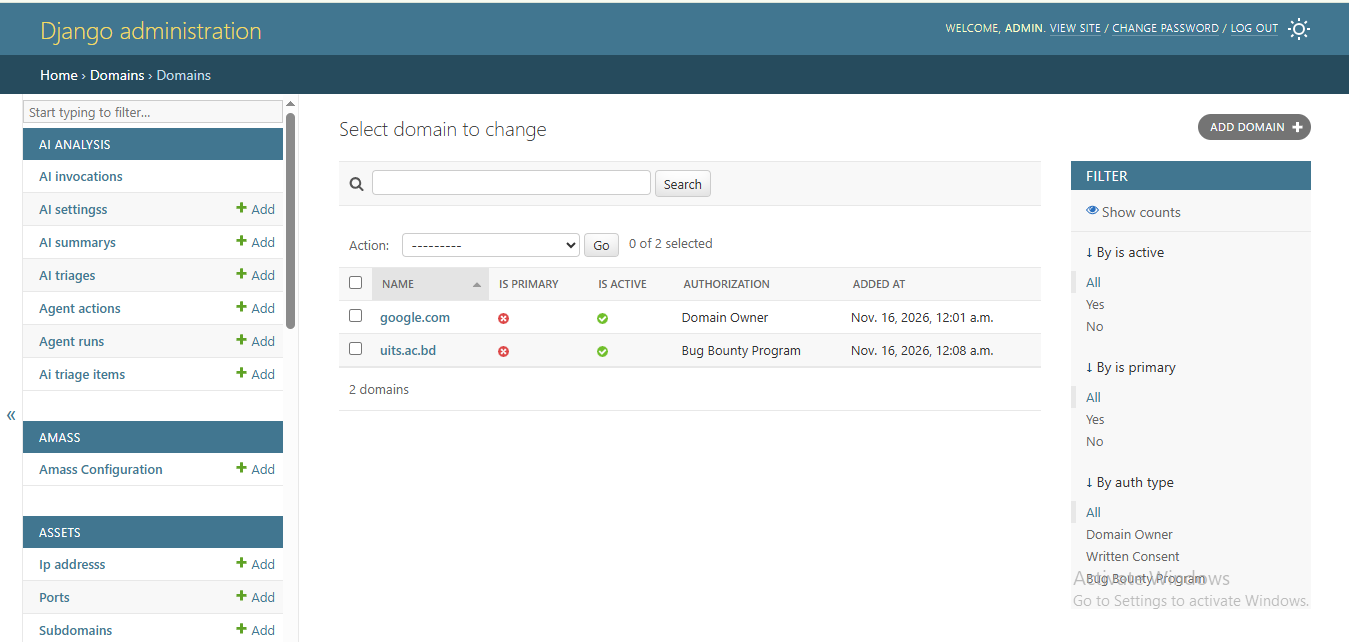 Django administration
WELCOME, ADMIN. VIEW SITE / CHANGE PASSWORD / LOG OUT
Home › Domains › Domains
Start typing to filter...
AI ANALYSIS
AI invocations
AI settingss Add
AI summarys Add
AI triages Add
Agent actions Add
Agent runs Add
Ai triage items Add
«
AMASS
Amass Configuration Add
ASSETS
Ip addresss Add
Ports Add
Subdomains Add
Select domain to change
ADD DOMAIN
Search
Action: --------- Go 0 of 2 selected
NAME IS PRIMARY IS ACTIVE AUTHORIZATION ADDED AT
google.com Domain Owner Nov. 16, 2026, 12:01 a.m.
uits.ac.bd Bug Bounty Program Nov. 16, 2026, 12:08 a.m.
2 domains
FILTER
Show counts
↓ By is active
All
Yes
No
↓ By is primary
All
Yes
No
↓ By auth type
All
Domain Owner
Written Consent
Bug Bounty Program
Activate Windows
Go to Settings to activate Windows.